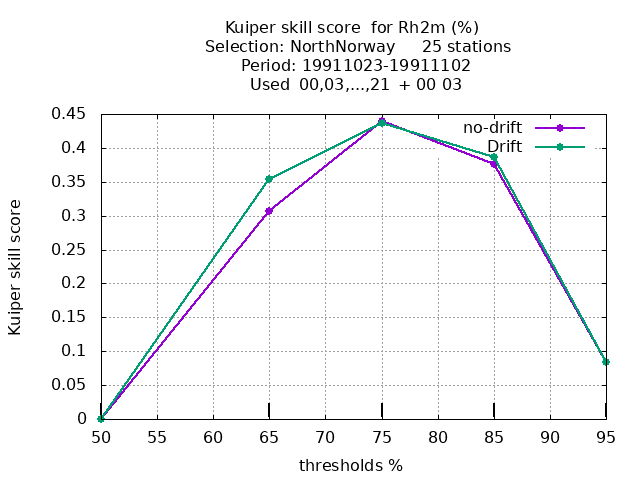 Kuiper skill score  for Rh2m (%)
Selection: NorthNorway     25 stations
Period: 19911023-19911102
Used  00,03,...,21  + 00 03
no-drift
Drift
Kuiper skill score
0.45
0.4
0.35
0.3
0.25
0.2
0.15
0.1
0.05
0
50 55 60 65 70 75 80 85 90 95
thresholds %